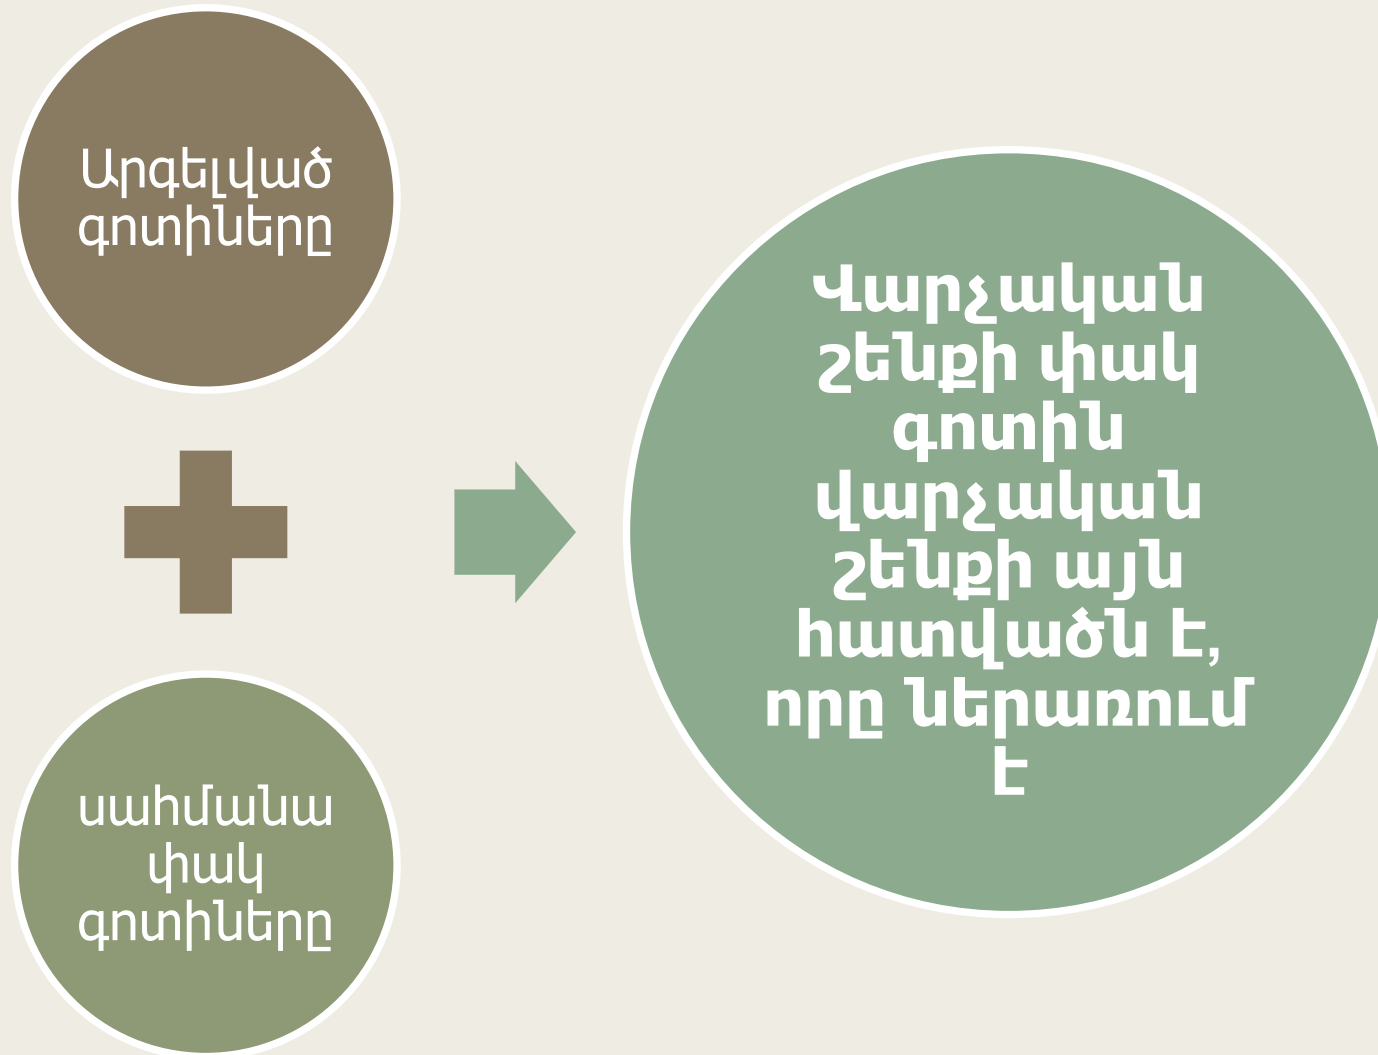 Արգելված
գոտիները
սահմանա
փակ
գոտիները
Վարչական
շենքի փակ
գոտին
վարչական
շենքի այն
հատվածն է,
որը ներառում
է